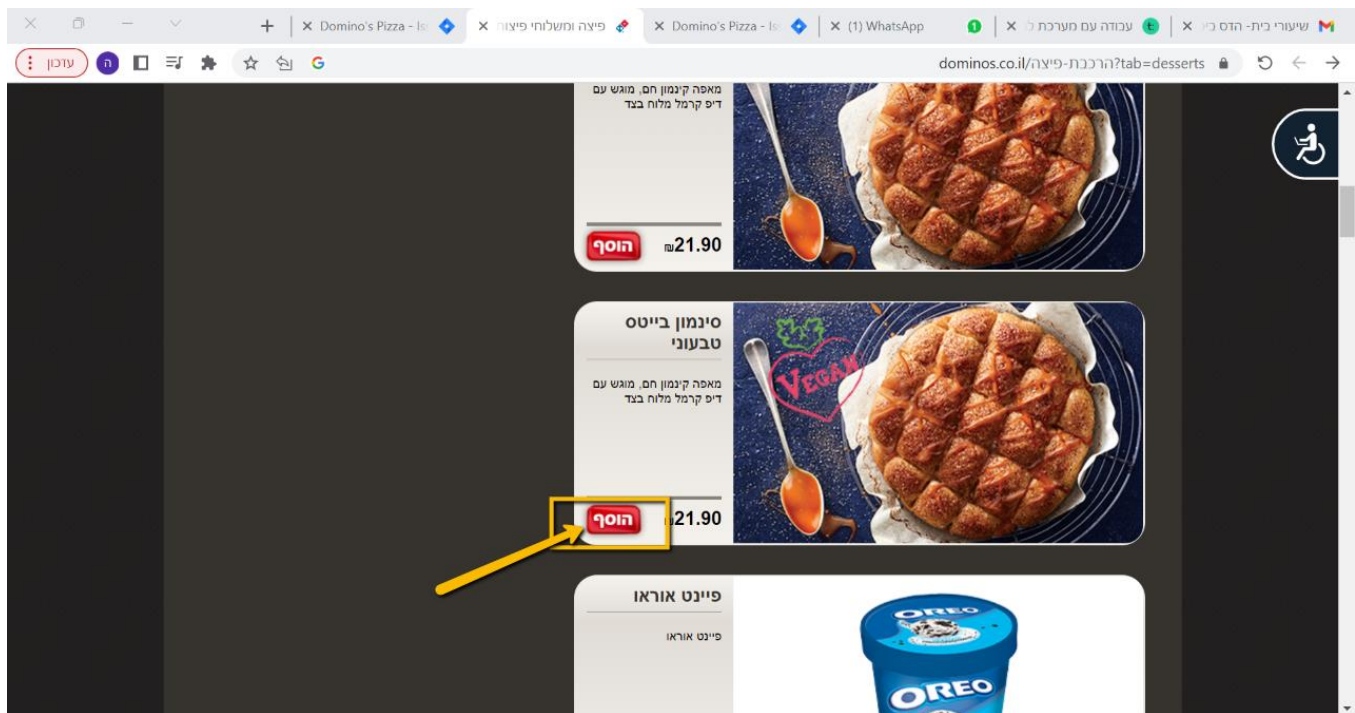 שיעורי בית- הדס כי
עבודה עם מערכת ל
(1) WhatsApp
Domino's Pizza - Is
פיצה ומשלוחי פיצות
Domino's Pizza - Is
dominos.co.il/הרכבת-פיצה?tab=desserts
G
ה
עדכון
מאפה קינמון חם, מוגש עם
דיפ קרמל מלוח בצד
₪21.90
הוסף
סינמון בייטס
טבעוני
VEGAN
מאפה קינמון חם, מוגש עם
דיפ קרמל מלוח בצד
₪21.90
הוסף
פיינט אוראו
פיינט אוראו
OREO
OREO